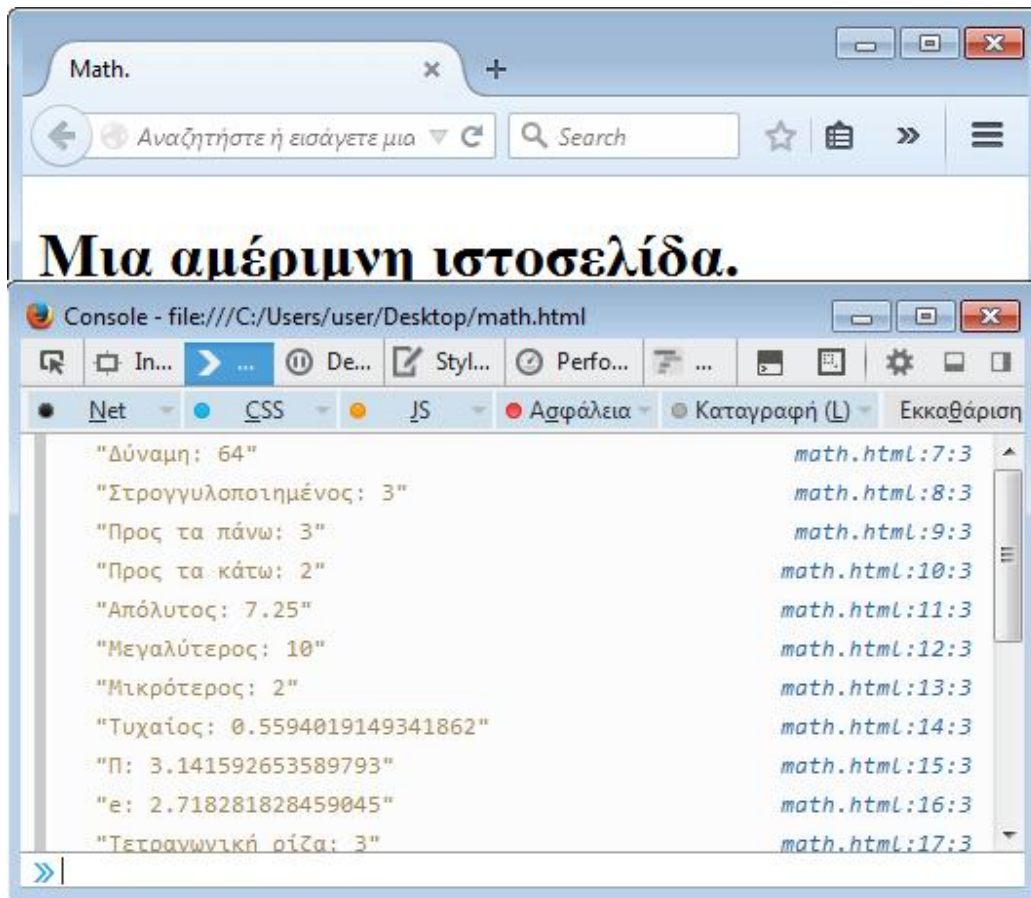 Math.
Αναζητήστε ή εισάγετε μια
Search
Μια αμέριμνη ιστοσελίδα.
Console - file:///C:/Users/user/Desktop/math.html
In... ... De... Styl... Perfo... ...
Net CSS JS Ασφάλεια Καταγραφή (L) Εκκαθάριση
"Δύναμη: 64" math.html:7:3
"Στρογγυλοποιημένος: 3" math.html:8:3
"Προς τα πάνω: 3" math.html:9:3
"Προς τα κάτω: 2" math.html:10:3
"Απόλυτος: 7.25" math.html:11:3
"Μεγαλύτερος: 10" math.html:12:3
"Μικρότερος: 2" math.html:13:3
"Τυχαίος: 0.5594019149341862" math.html:14:3
"Π: 3.141592653589793" math.html:15:3
"e: 2.718281828459045" math.html:16:3
"Τετραγωνική ρίζα: 3" math.html:17:3